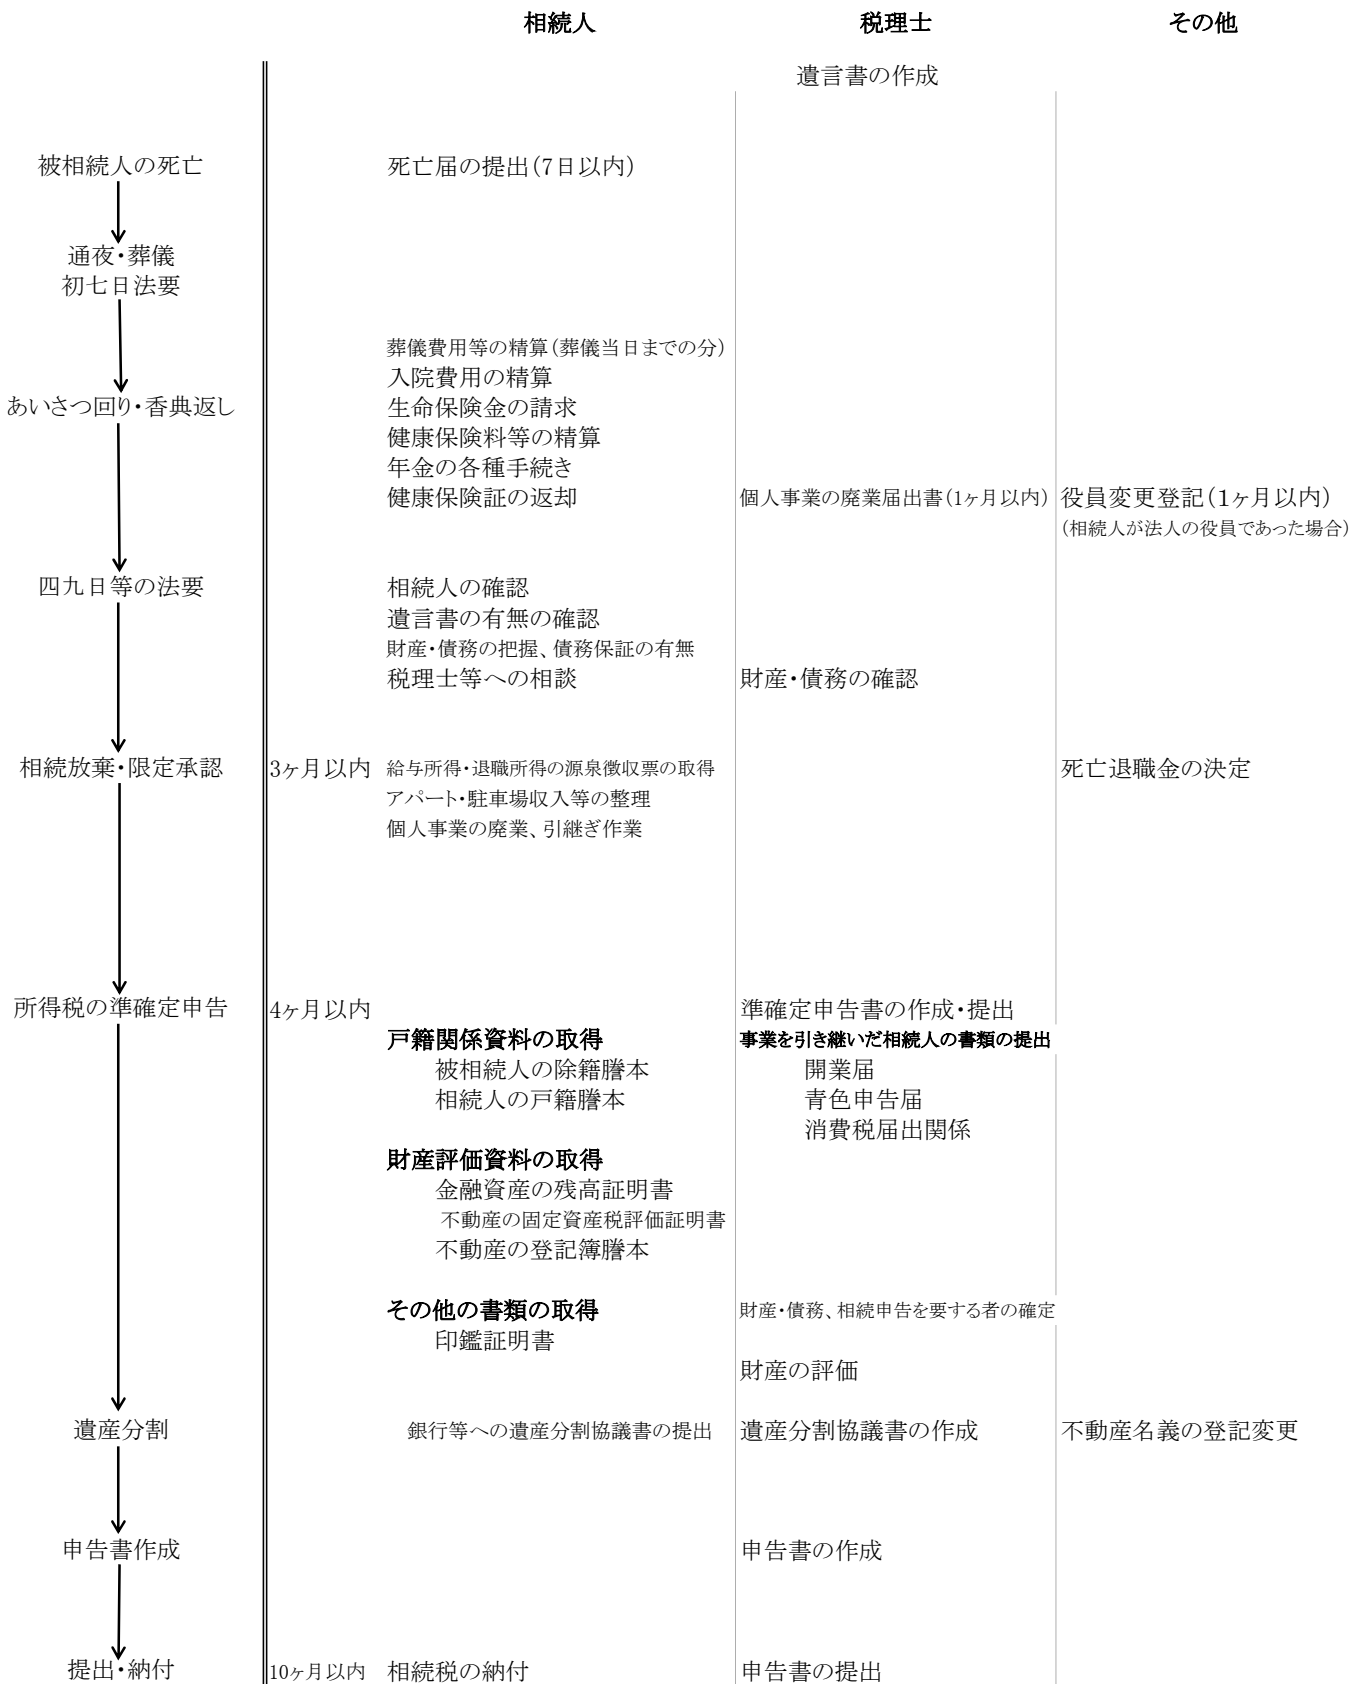 相続人 税理士 その他
遺言書の作成
被相続人の死亡 死亡届の提出(7日以内)
通夜・葬儀
初七日法要
葬儀費用等の精算(葬儀当日までの分)
入院費用の精算
あいさつ回り・香典返し 生命保険金の請求
健康保険料等の精算
年金の各種手続き
健康保険証の返却 個人事業の廃業届出書(1ヶ月以内) 役員変更登記(1ヶ月以内)
(相続人が法人の役員であった場合)
四九日等の法要 相続人の確認
遺言書の有無の確認
財産・債務の把握、債務保証の有無
税理士等への相談 財産・債務の確認
相続放棄・限定承認 3ヶ月以内 給与所得・退職所得の源泉徴収票の取得 死亡退職金の決定
アパート・駐車場収入等の整理
個人事業の廃業、引継ぎ作業
所得税の準確定申告 4ヶ月以内 準確定申告書の作成・提出
戸籍関係資料の取得 事業を引き継いだ相続人の書類の提出
被相続人の除籍謄本 開業届
相続人の戸籍謄本 青色申告届
消費税届出関係
財産評価資料の取得
金融資産の残高証明書
不動産の固定資産税評価証明書
不動産の登記簿謄本
その他の書類の取得 財産・債務、相続申告を要する者の確定
印鑑証明書
財産の評価
遺産分割 銀行等への遺産分割協議書の提出 遺産分割協議書の作成 不動産名義の登記変更
申告書作成 申告書の作成
提出・納付 10ヶ月以内 相続税の納付 申告書の提出